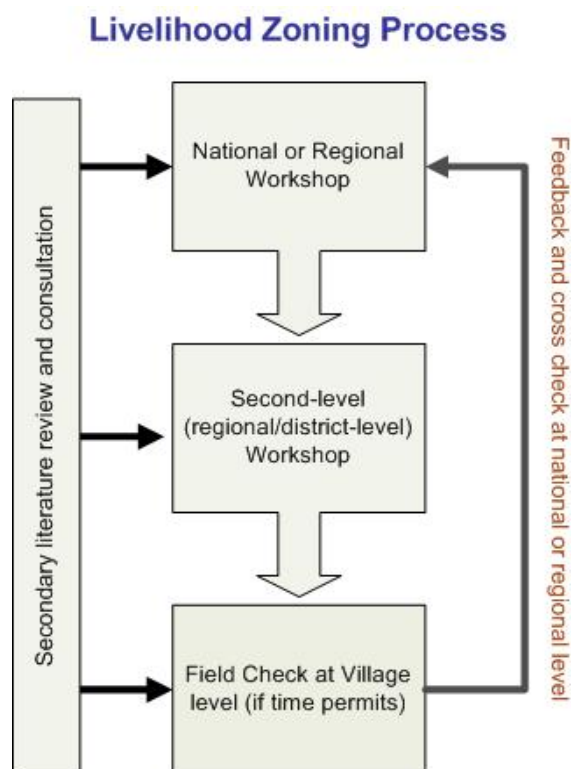 Livelihood Zoning Process
Secondary literature review and consultation
National or Regional
Workshop
Second-level
(regional/district-level)
Workshop
Field Check at Village
level (if time permits)
Feedback and cross check at national or regional level